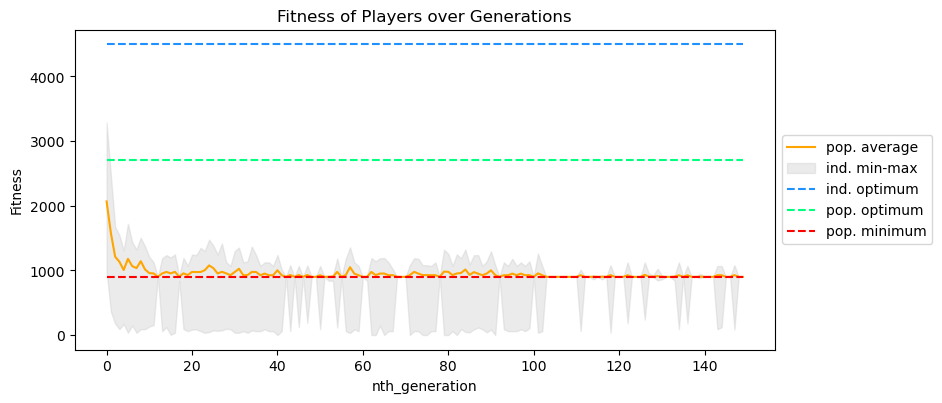 Fitness of Players over Generations
Fitness
4000
3000
2000
1000
0
0 20 40 60 80 100 120 140
nth_generation
pop. average
ind. min-max
ind. optimum
pop. optimum
pop. minimum